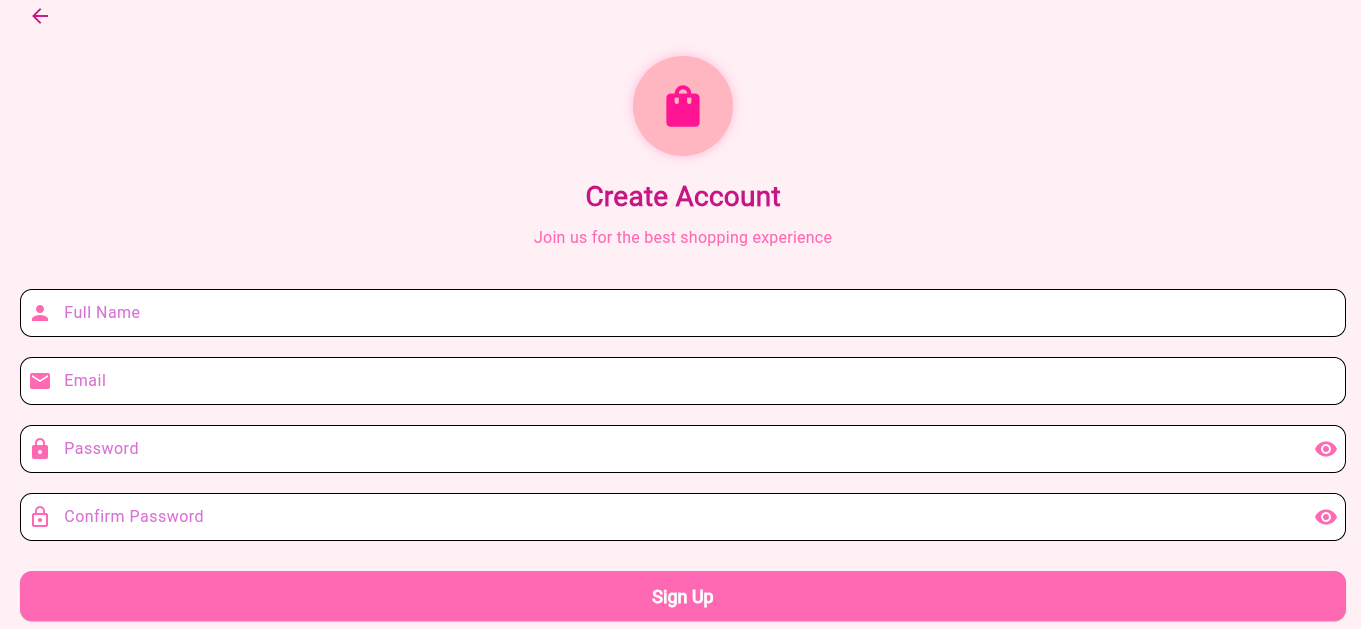 Create Account
Join us for the best shopping experience
Full Name
Email
Password
Confirm Password
Sign Up